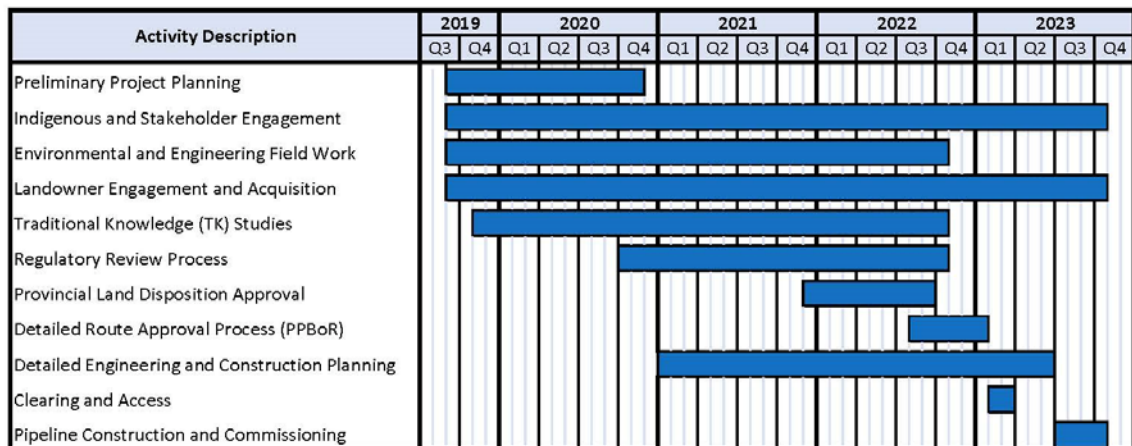 Activity Description 2019 2020 2021 2022 2023
Q3 Q4 Q1 Q2 Q3 Q4 Q1 Q2 Q3 Q4 Q1 Q2 Q3 Q4 Q1 Q2 Q3 Q4
Preliminary Project Planning
Indigenous and Stakeholder Engagement
Environmental and Engineering Field Work
Landowner Engagement and Acquisition
Traditional Knowledge (TK) Studies
Regulatory Review Process
Provincial Land Disposition Approval
Detailed Route Approval Process (PPBoR)
Detailed Engineering and Construction Planning
Clearing and Access
Pipeline Construction and Commissioning